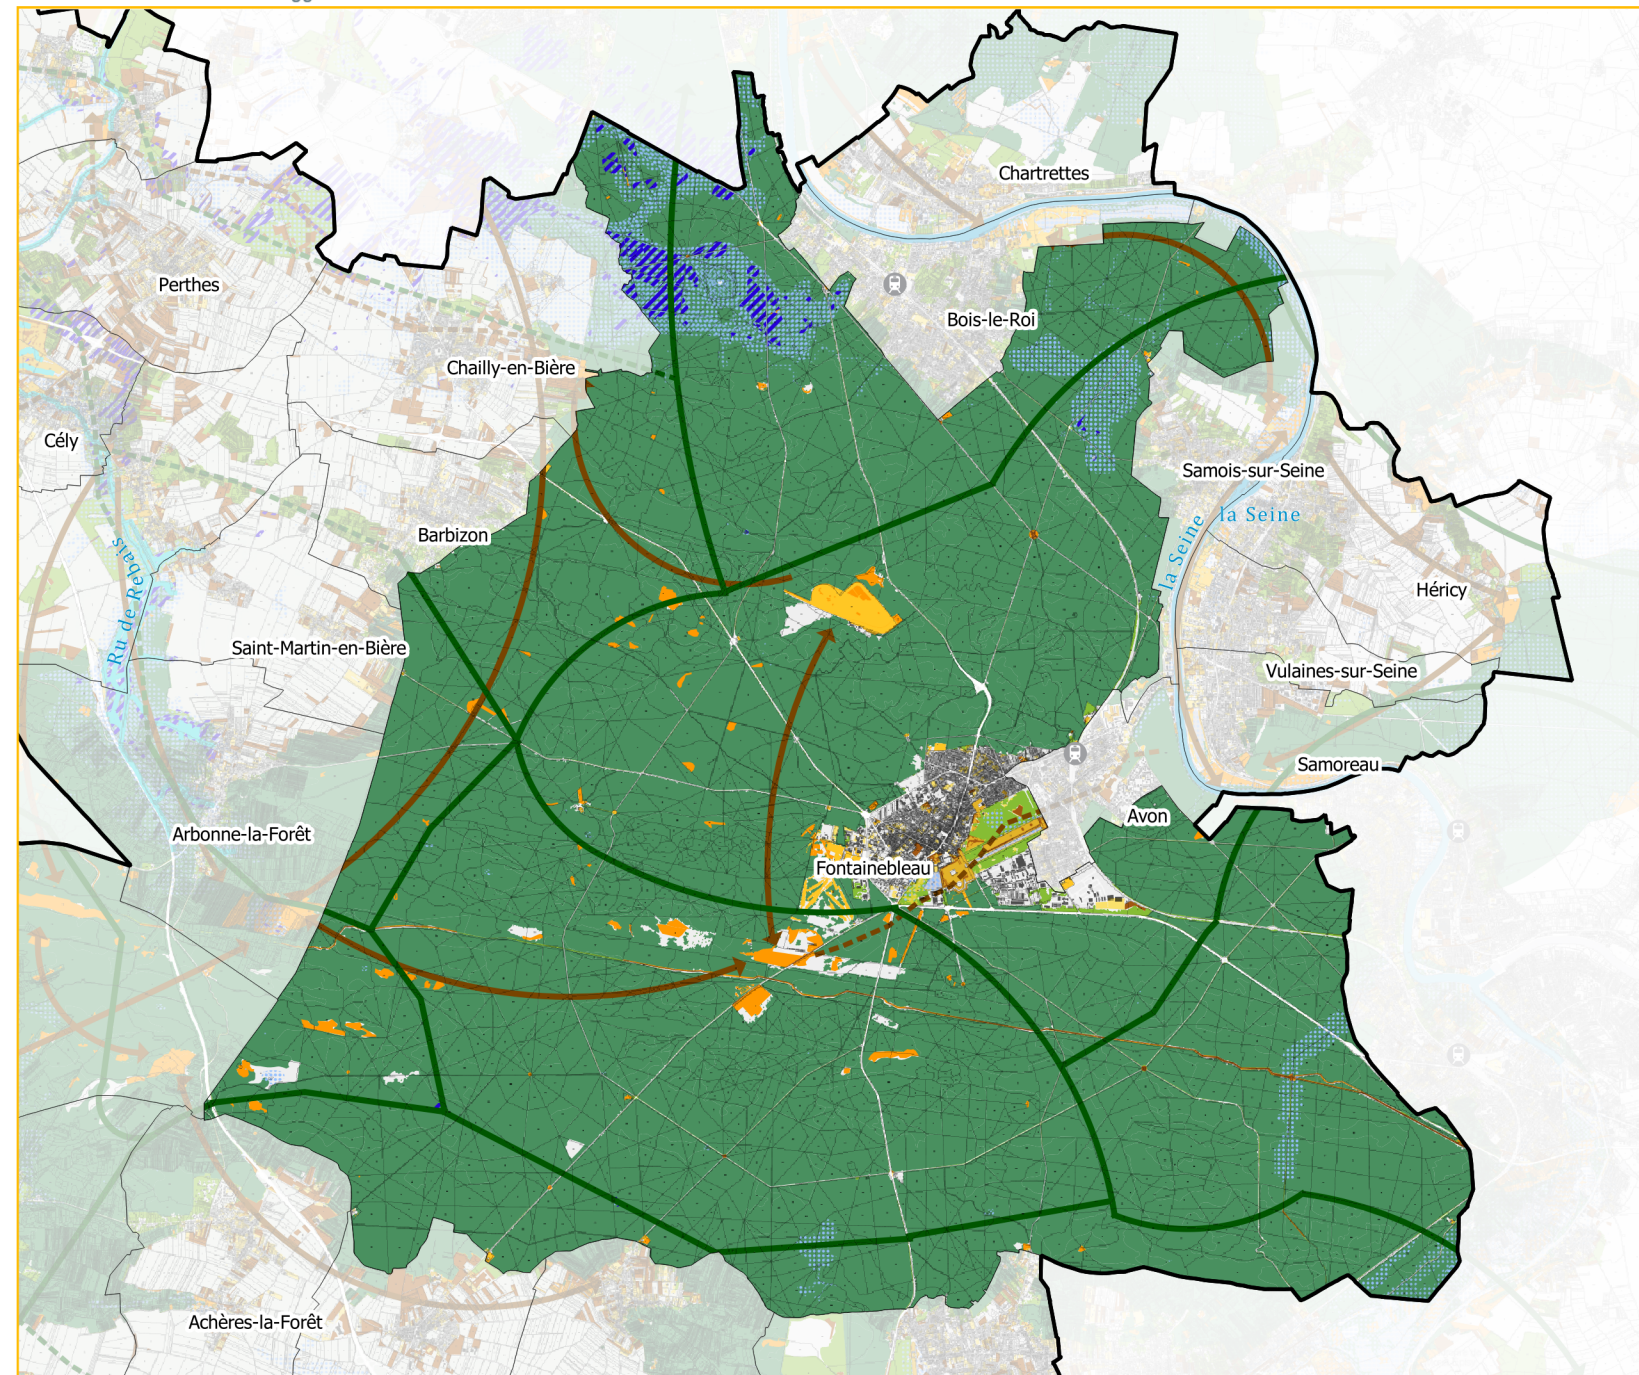 Chartrettes
Perthes
Bois-le-Roi
Chailly-en-Bière
Cély
Samois-sur-Seine
la Seine
la Seine
Barbizon
Ru de Rebais
Héricy
Saint-Martin-en-Bière
Vulaines-sur-Seine
Samoreau
Avon
Arbonne-la-Forêt
Fontainebleau
Achères-la-Forêt